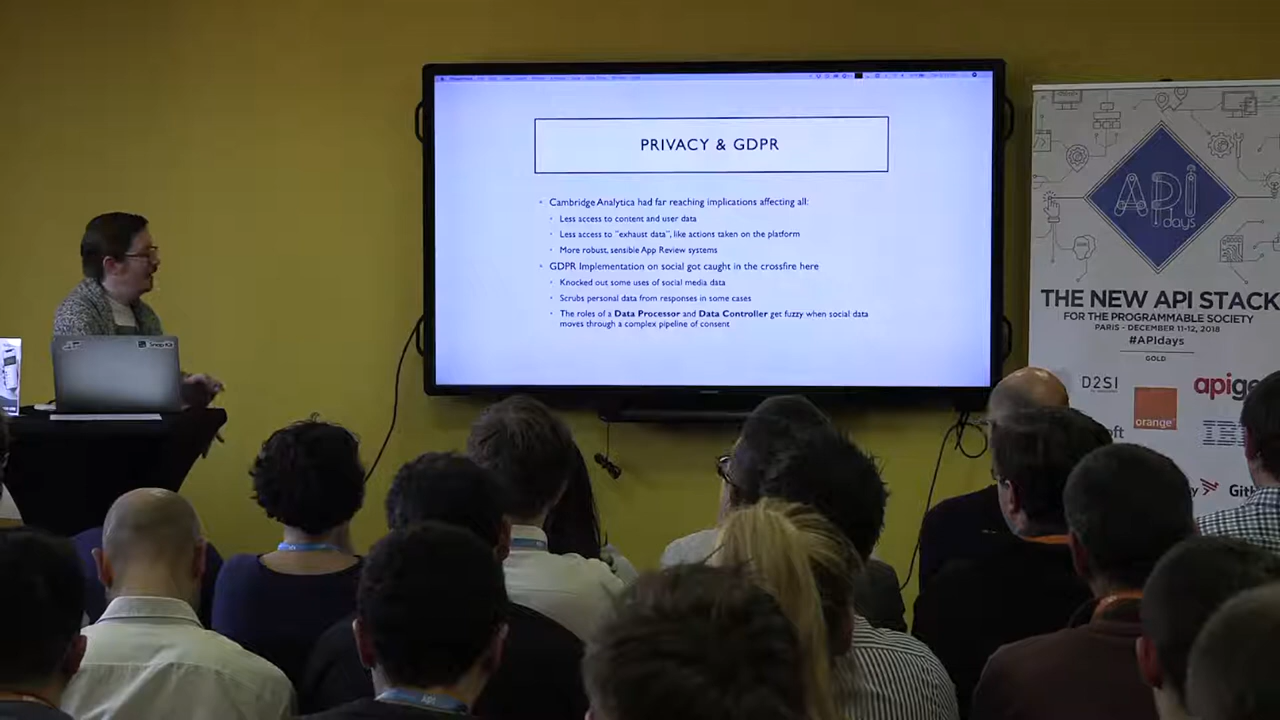 PRIVACY & GDPR
Cambridge Analytica had far reaching implications affecting all:
Less access to content and user data
Less access to "exhaust data", like actions taken on the platform
More robust, sensible App Review systems
GDPR Implementation on social got caught in the crossfire here
Knocked out some uses of social media data
Scrubs personal data from responses in some cases
The roles of a Data Processor and Data Controller get fuzzy when social data
moves through a complex pipeline of consent
API
days
THE NEW API STACK
FOR THE PROGRAMMABLE SOCIETY
PARIS - DECEMBER 11-12, 2018
#APIdays
GOLD
D2SI
apige
orange
ft
IBM
Gith